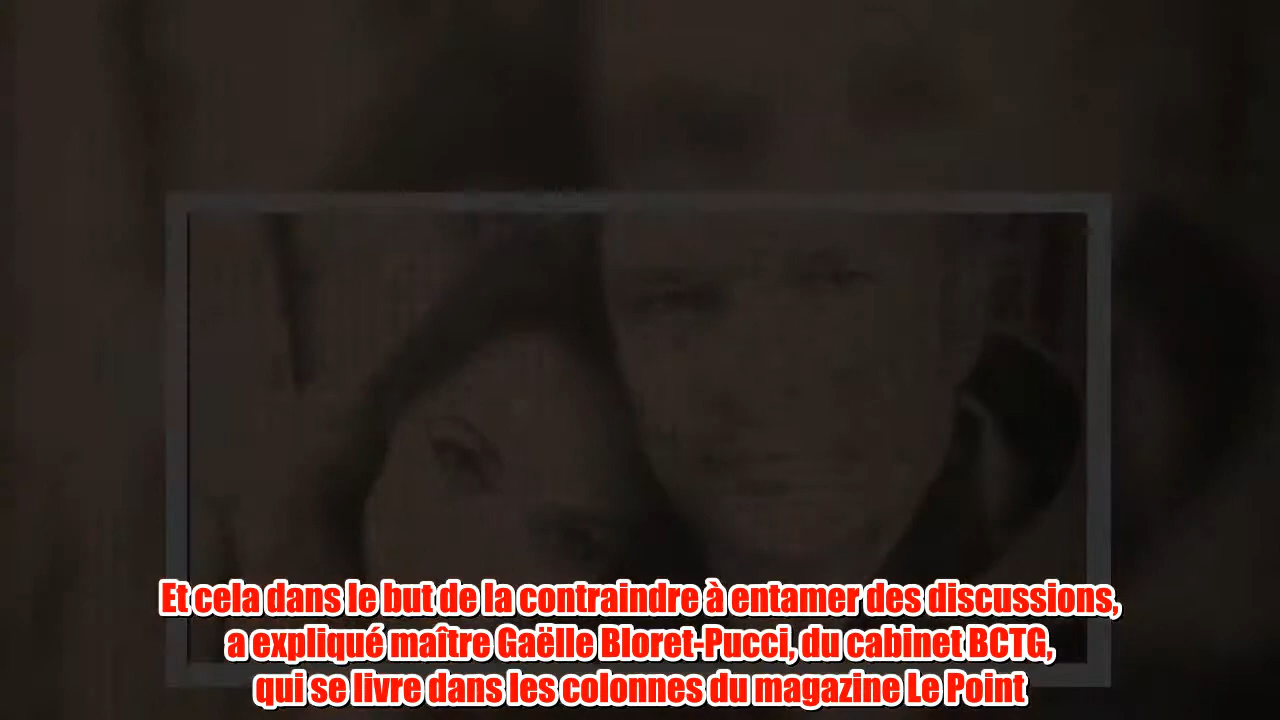 Et cela dans le but de la contraindre à entamer des discussions,
a expliqué maître Gaëlle Bloret-Pucci, du cabinet BCTG,
qui se livre dans les colonnes du magazine Le Point